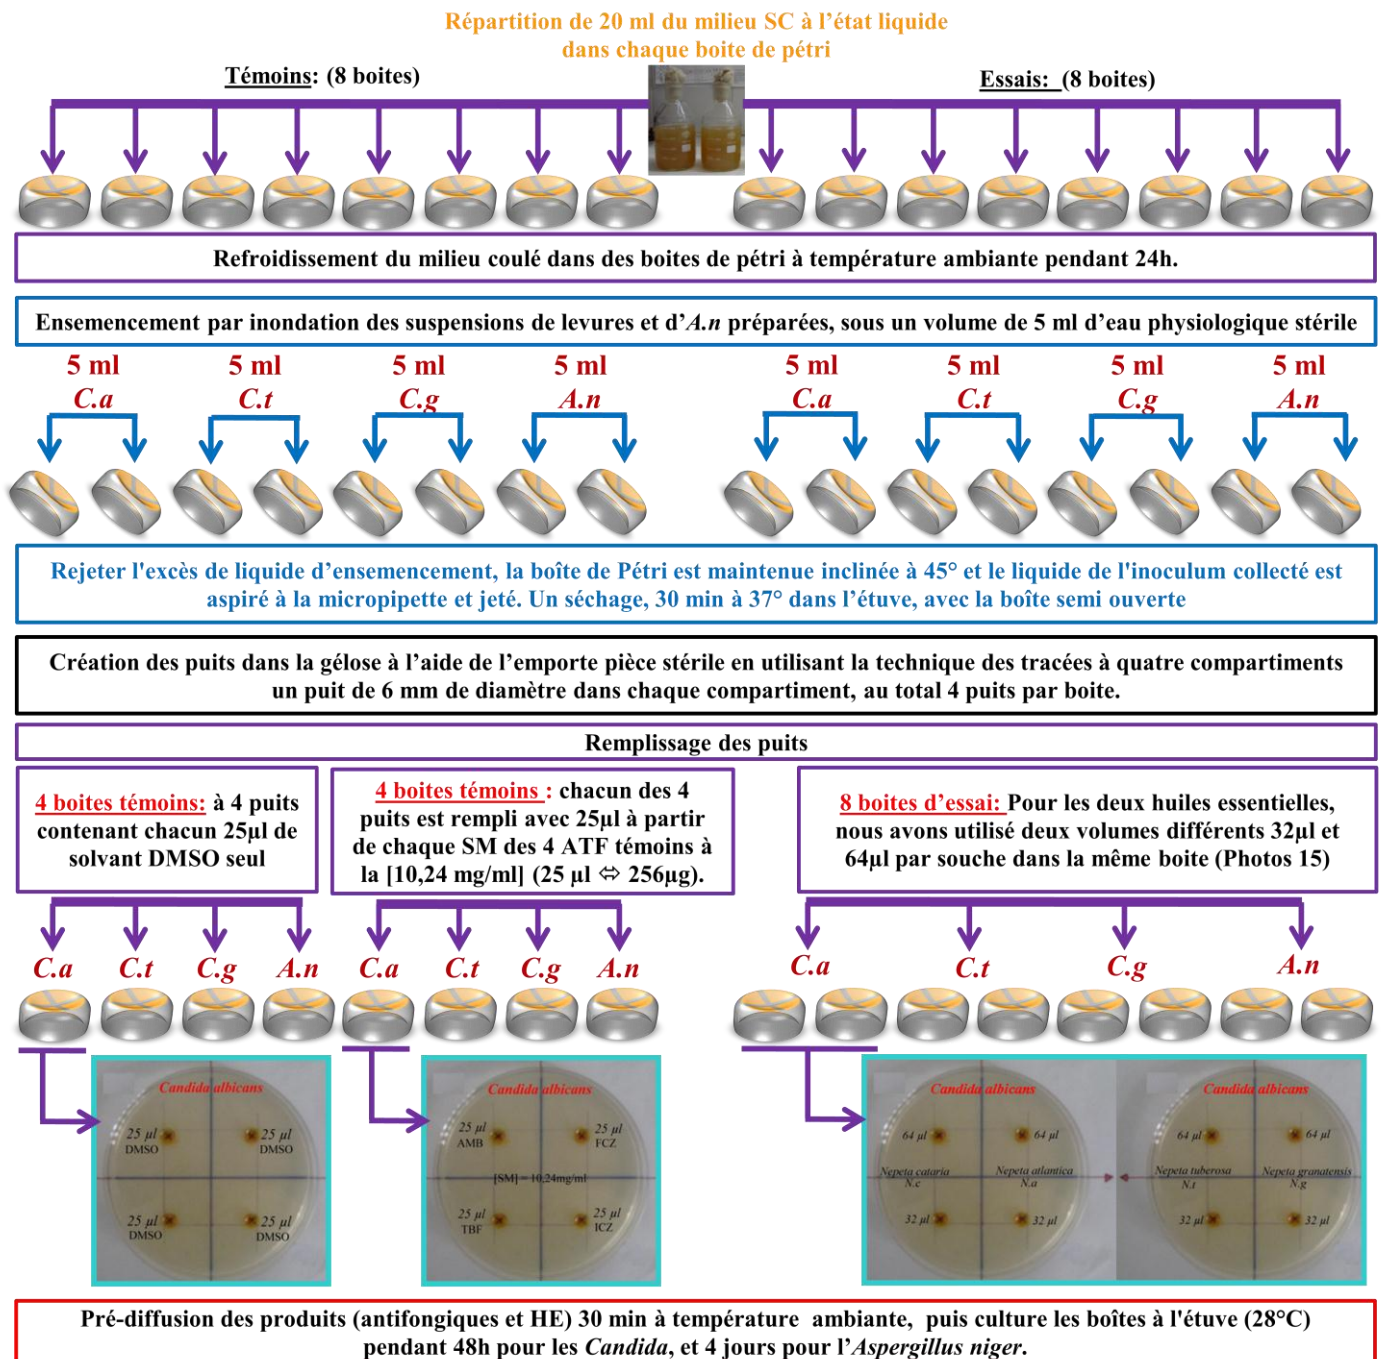 Répartition de 20 ml du milieu SC à l’état liquide
dans chaque boite de pétri
Témoins: (8 boites)
Essais: (8 boites)
Refroidissement du milieu coulé dans des boites de pétri à température ambiante pendant 24h.
Ensemencement par inondation des suspensions de levures et d’A.n préparées, sous un volume de 5 ml d’eau physiologique stérile
5 ml 5 ml 5 ml 5 ml 5 ml 5 ml 5 ml 5 ml
C.a C.t C.g A.n C.a C.t C.g A.n
Rejeter l'excès de liquide d’ensemencement, la boîte de Pétri est maintenue inclinée à 45° et le liquide de l'inoculum collecté est
aspiré à la micropipette et jeté. Un séchage, 30 min à 37° dans l’étuve, avec la boîte semi ouverte
Création des puits dans la gélose à l’aide de l’emporte pièce stérile en utilisant la technique des tracées à quatre compartiments
un puit de 6 mm de diamètre dans chaque compartiment, au total 4 puits par boite.
Remplissage des puits
4 boites témoins: à 4 puits
contenant chacun 25µl de
solvant DMSO seul
4 boites témoins : chacun des 4
puits est rempli avec 25µl à partir
de chaque SM des 4 ATF témoins à
la [10,24 mg/ml] (25 µl ⇔ 256µg).
8 boites d’essai: Pour les deux huiles essentielles,
nous avons utilisé deux volumes différents 32µl et
64µl par souche dans la même boite (Photos 15)
C.a C.t C.g A.n C.a C.t C.g A.n C.a C.t C.g A.n
Candida albicans
25 µl 25 µl
DMSO DMSO
25 µl 25 µl
DMSO DMSO
Candida albicans
25 µl 25 µl
AMB FCZ
[SM] = 10,24mg/ml
25 µl 25 µl
TBF ICZ
Candida albicans
64 µl 64 µl
Nepeta cataria Nepeta atlantica
N.c N.a
32 µl 32 µl
Candida albicans
64 µl 64 µl
Nepeta tuberosa Nepeta granatensis
N.t N.g
32 µl 32 µl
Pré-diffusion des produits (antifongiques et HE) 30 min à température ambiante, puis culture les boîtes à l'étuve (28°C)
pendant 48h pour les Candida, et 4 jours pour l’Aspergillus niger.